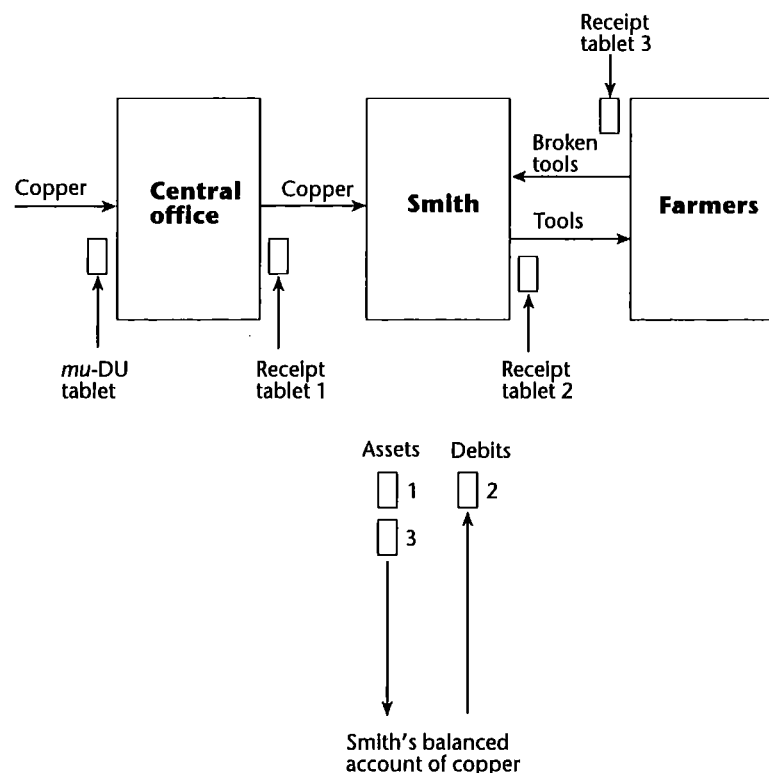 Receipt
tablet 3
Broken
tools
Copper
Central
office
Copper
Smith
Farmers
Tools
mu-DU
tablet
Receipt
tablet 1
Receipt
tablet 2
Assets
Debits
1
2
3
Smith's balanced
account of copper